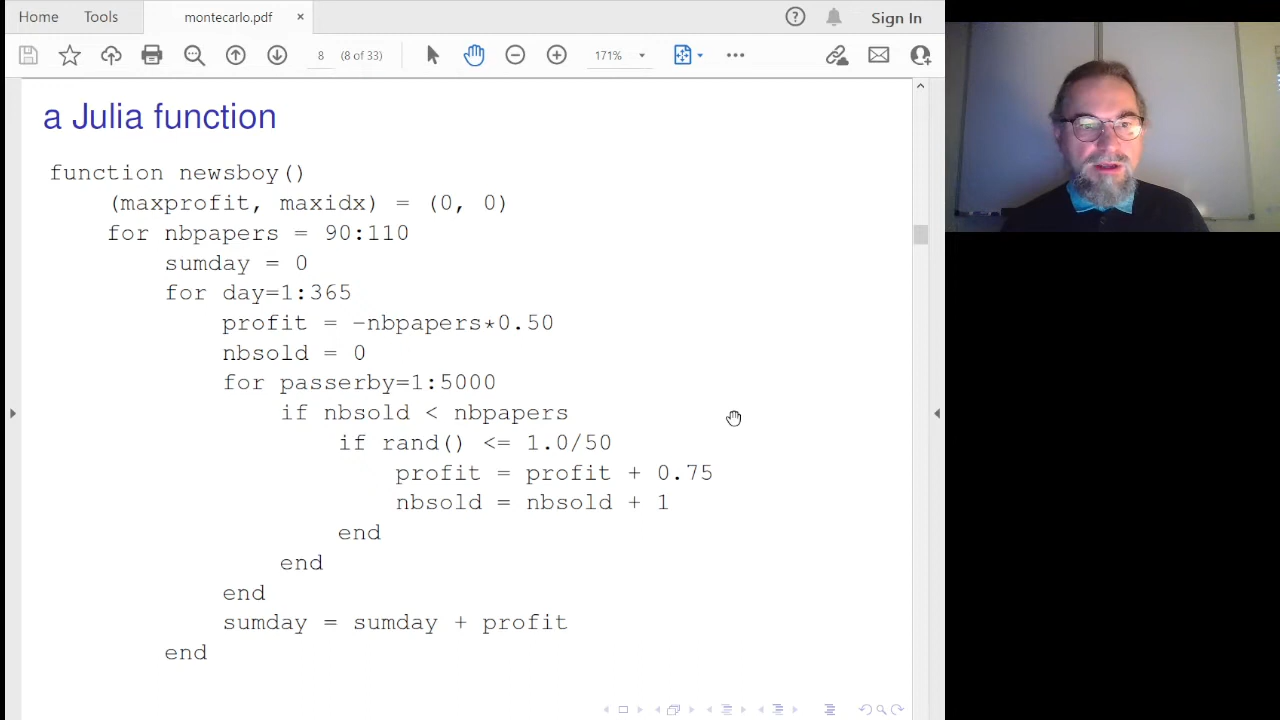 Home Tools montecarlo.pdf × ? Sign In
8 (8 of 33) 171%
a Julia function
function newsboy()
(maxprofit, maxidx) = (0, 0)
for nbpapers = 90:110
sumday = 0
for day=1:365
profit = -nbpapers*0.50
nbsold = 0
for passerby=1:5000
if nbsold < nbpapers
if rand() <= 1.0/50
profit = profit + 0.75
nbsold = nbsold + 1
end
end
end
sumday = sumday + profit
end